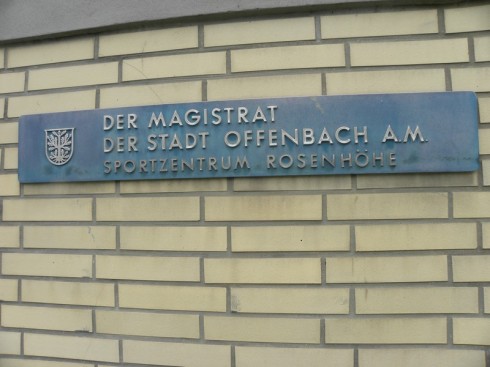 DER MAGISTRAT
DER STADT OFFENBACH A.M.
SPORTZENTRUM ROSENHÖHE